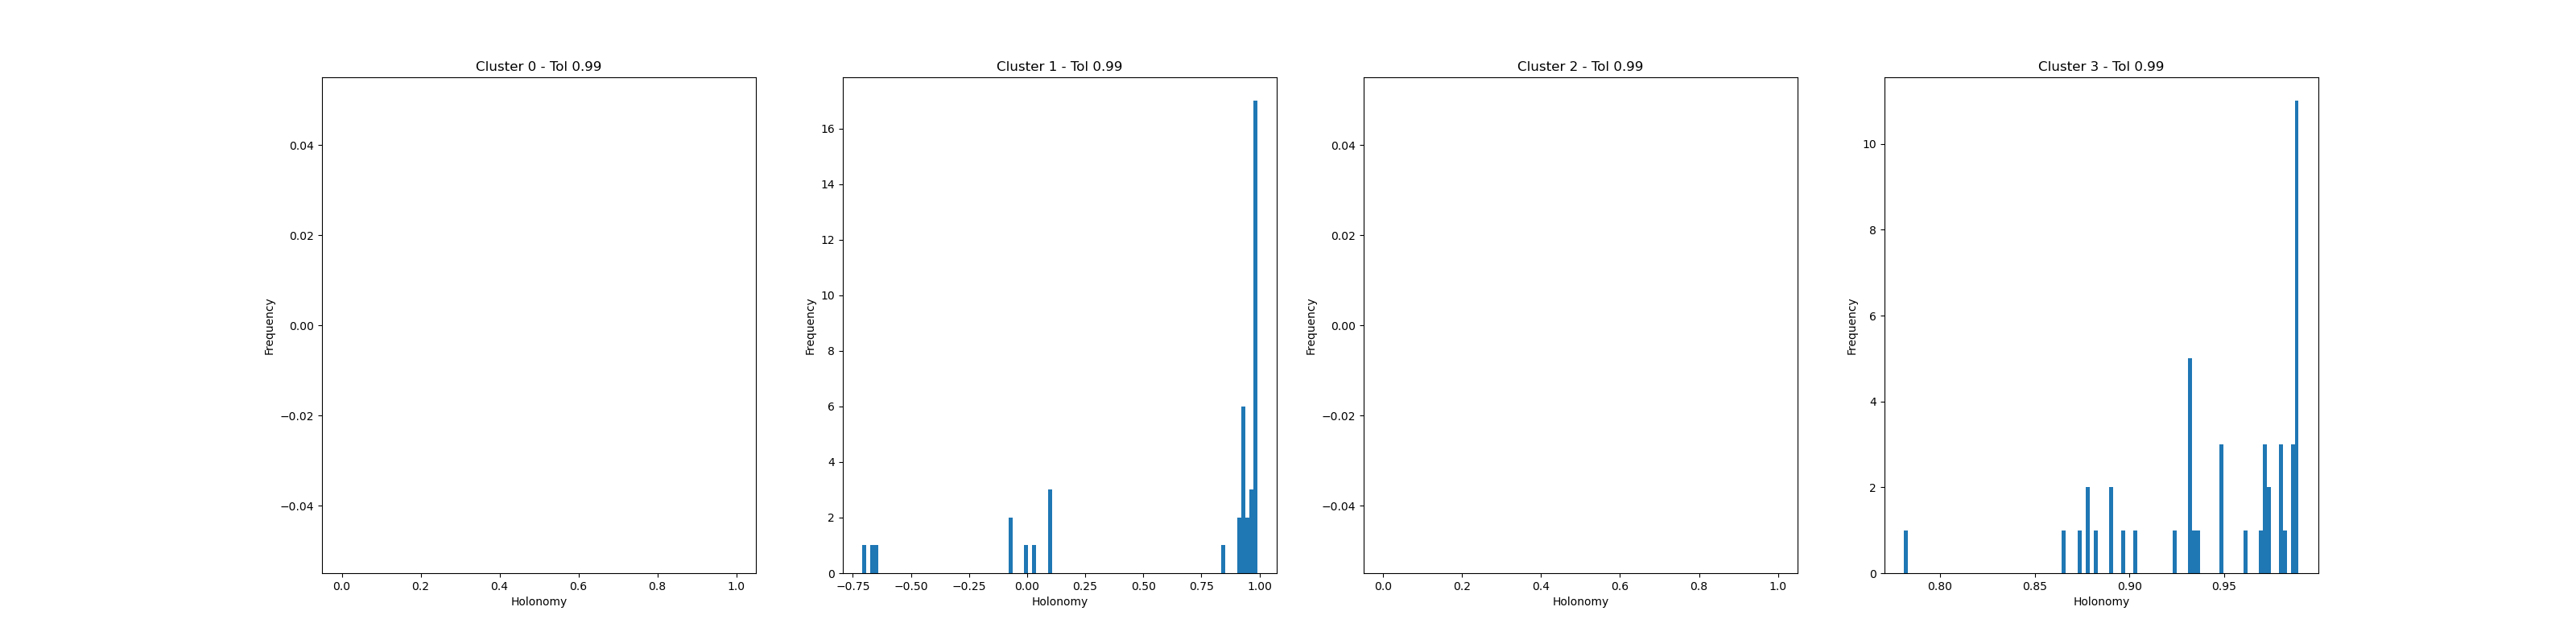 Cluster 0 - Tol 0.99
0.04
0.02
0.00
−0.02
−0.04
Frequency
0.0 0.2 0.4 0.6 0.8 1.0
Holonomy
Cluster 1 - Tol 0.99
16
14
12
10
8
6
4
2
0
Frequency
−0.75 −0.50 −0.25 0.00 0.25 0.50 0.75 1.00
Holonomy
Cluster 2 - Tol 0.99
0.04
0.02
0.00
−0.02
−0.04
Frequency
0.0 0.2 0.4 0.6 0.8 1.0
Holonomy
Cluster 3 - Tol 0.99
10
8
6
4
2
0
Frequency
0.80 0.85 0.90 0.95
Holonomy